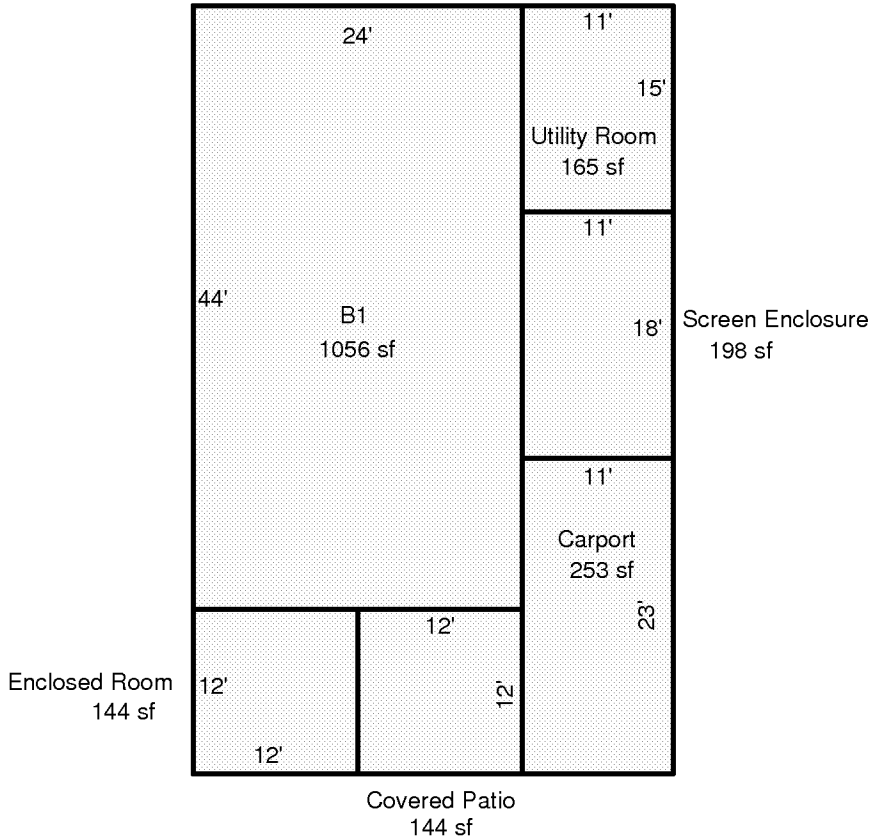 24'
11'
15'
Utility Room
165 sf
11'
44'
B1
1056 sf
18'
Screen Enclosure
198 sf
11'
Carport
253 sf
23'
12'
Enclosed Room
144 sf
12'
12'
12'
Covered Patio
144 sf